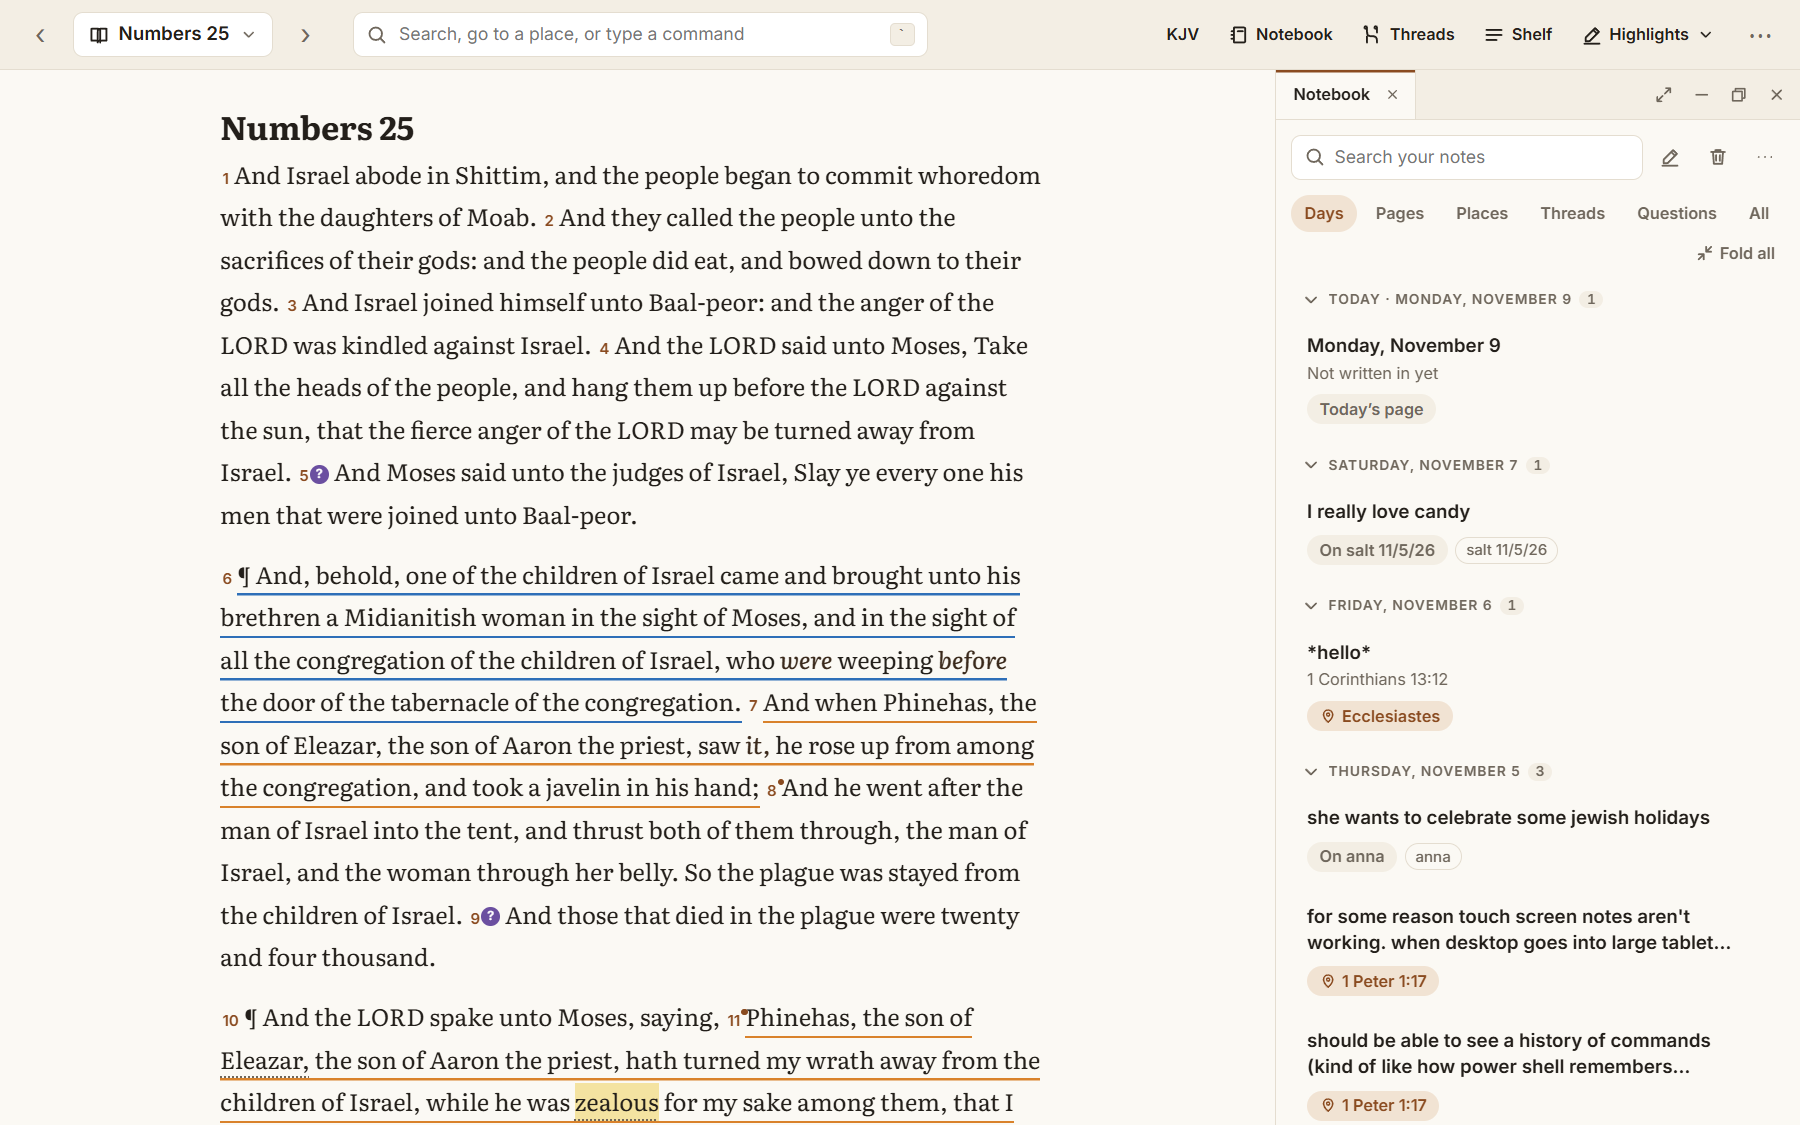 Numbers 25
Search, go to a place, or type a command
`
KJV
Notebook
Threads
Shelf
Highlights
Numbers 25
1 And Israel abode in Shittim, and the people began to commit whoredom
with the daughters of Moab. 2 And they called the people unto the
sacrifices of their gods: and the people did eat, and bowed down to their
gods. 3 And Israel joined himself unto Baal-peor: and the anger of the
LORD was kindled against Israel. 4 And the LORD said unto Moses, Take
all the heads of the people, and hang them up before the LORD against
the sun, that the fierce anger of the LORD may be turned away from
Israel. 5 ? And Moses said unto the judges of Israel, Slay ye every one his
men that were joined unto Baal-peor.
6 ¶ And, behold, one of the children of Israel came and brought unto his
brethren a Midianitish woman in the sight of Moses, and in the sight of
all the congregation of the children of Israel, who were weeping before
the door of the tabernacle of the congregation. 7 And when Phinehas, the
son of Eleazar, the son of Aaron the priest, saw it, he rose up from among
the congregation, and took a javelin in his hand; 8 And he went after the
man of Israel into the tent, and thrust both of them through, the man of
Israel, and the woman through her belly. So the plague was stayed from
the children of Israel. 9 ? And those that died in the plague were twenty
and four thousand.
10 ¶ And the LORD spake unto Moses, saying, 11 Phinehas, the son of
Eleazar, the son of Aaron the priest, hath turned my wrath away from the
children of Israel, while he was zealous for my sake among them, that I
Notebook
Search your notes
Days
Pages
Places
Threads
Questions
All
Fold all
TODAY · MONDAY, NOVEMBER 9 1
Monday, November 9
Not written in yet
Today’s page
SATURDAY, NOVEMBER 7 1
I really love candy
On salt 11/5/26 salt 11/5/26
FRIDAY, NOVEMBER 6 1
*hello*
1 Corinthians 13:12
Ecclesiastes
THURSDAY, NOVEMBER 5 3
she wants to celebrate some jewish holidays
On anna anna
for some reason touch screen notes aren't
working. when desktop goes into large tablet...
1 Peter 1:17
should be able to see a history of commands
(kind of like how power shell remembers...
1 Peter 1:17